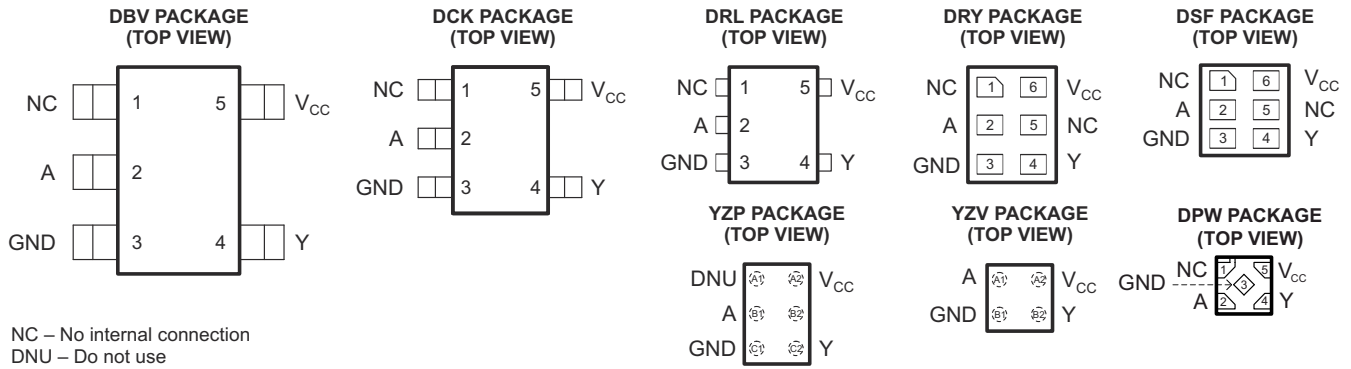 DBV PACKAGE
(TOP VIEW)
NC 1 5 VCC
A 2
GND 3 4 Y
DCK PACKAGE
(TOP VIEW)
NC 1 5 VCC
A 2
GND 3 4 Y
DRL PACKAGE
(TOP VIEW)
NC 1 5 VCC
A 2
GND 3 4 Y
DRY PACKAGE
(TOP VIEW)
NC 1 6 VCC
A 2 5 NC
GND 3 4 Y
DSF PACKAGE
(TOP VIEW)
NC 1 6 VCC
A 2 5 NC
GND 3 4 Y
YZP PACKAGE
(TOP VIEW)
DNU A1 A2 VCC
A B1 B2
GND C1 C2 Y
YZV PACKAGE
(TOP VIEW)
A A1 A2 VCC
GND B1 B2 Y
DPW PACKAGE
(TOP VIEW)
NC 1 5 VCC
GND 3
A 2 4 Y
NC – No internal connection
DNU – Do not use